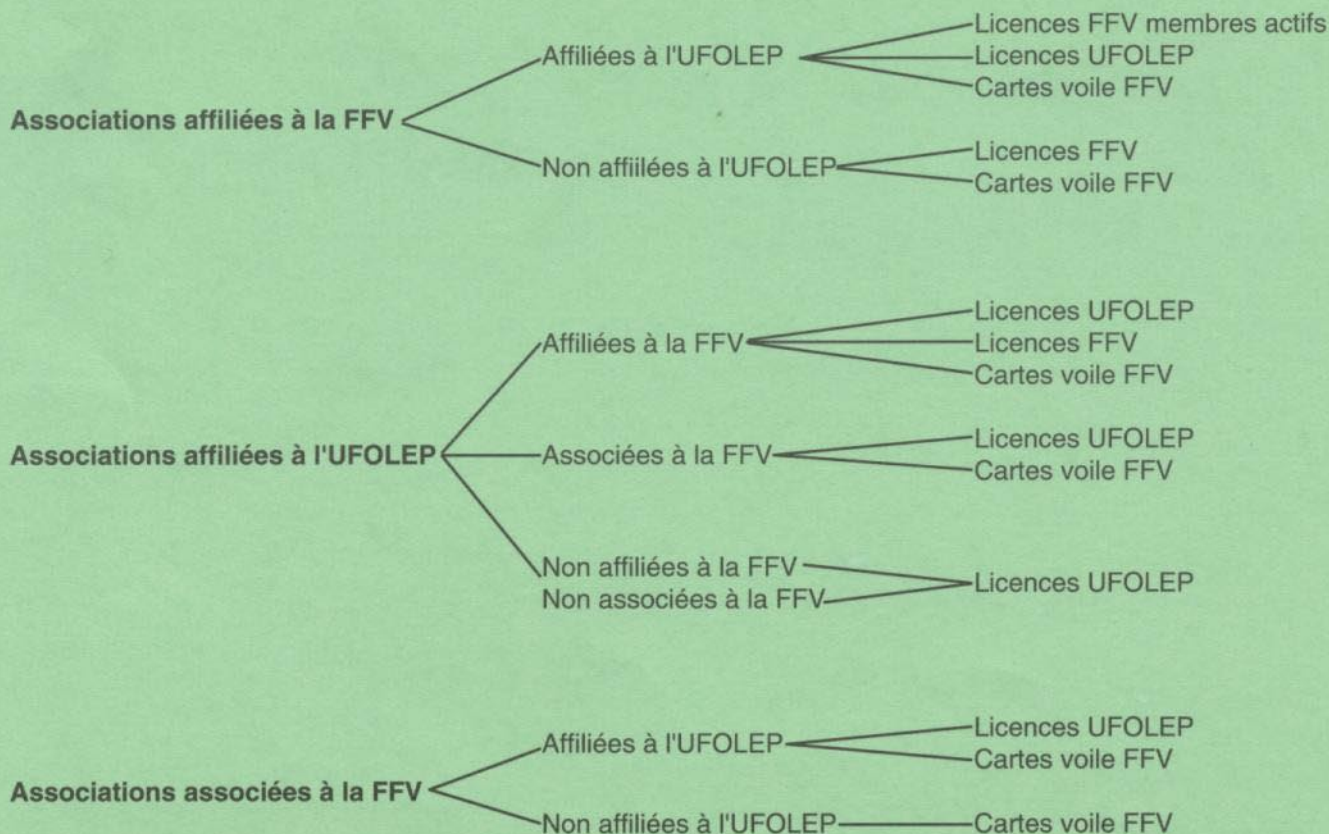 Associations affiliées à la FFV
Affiliées à l'UFOLEP
Licences FFV membres actifs
Licences UFOLEP
Cartes voile FFV
Non affiilées à l'UFOLEP
Licences FFV
Cartes voile FFV
Associations affiliées à l'UFOLEP
Affiliées à la FFV
Licences UFOLEP
Licences FFV
Cartes voile FFV
Associées à la FFV
Licences UFOLEP
Cartes voile FFV
Non affiliées à la FFV
Non associées à la FFV
Licences UFOLEP
Associations associées à la FFV
Affiliées à l'UFOLEP
Licences UFOLEP
Cartes voile FFV
Non affiliées à l'UFOLEP
Cartes voile FFV